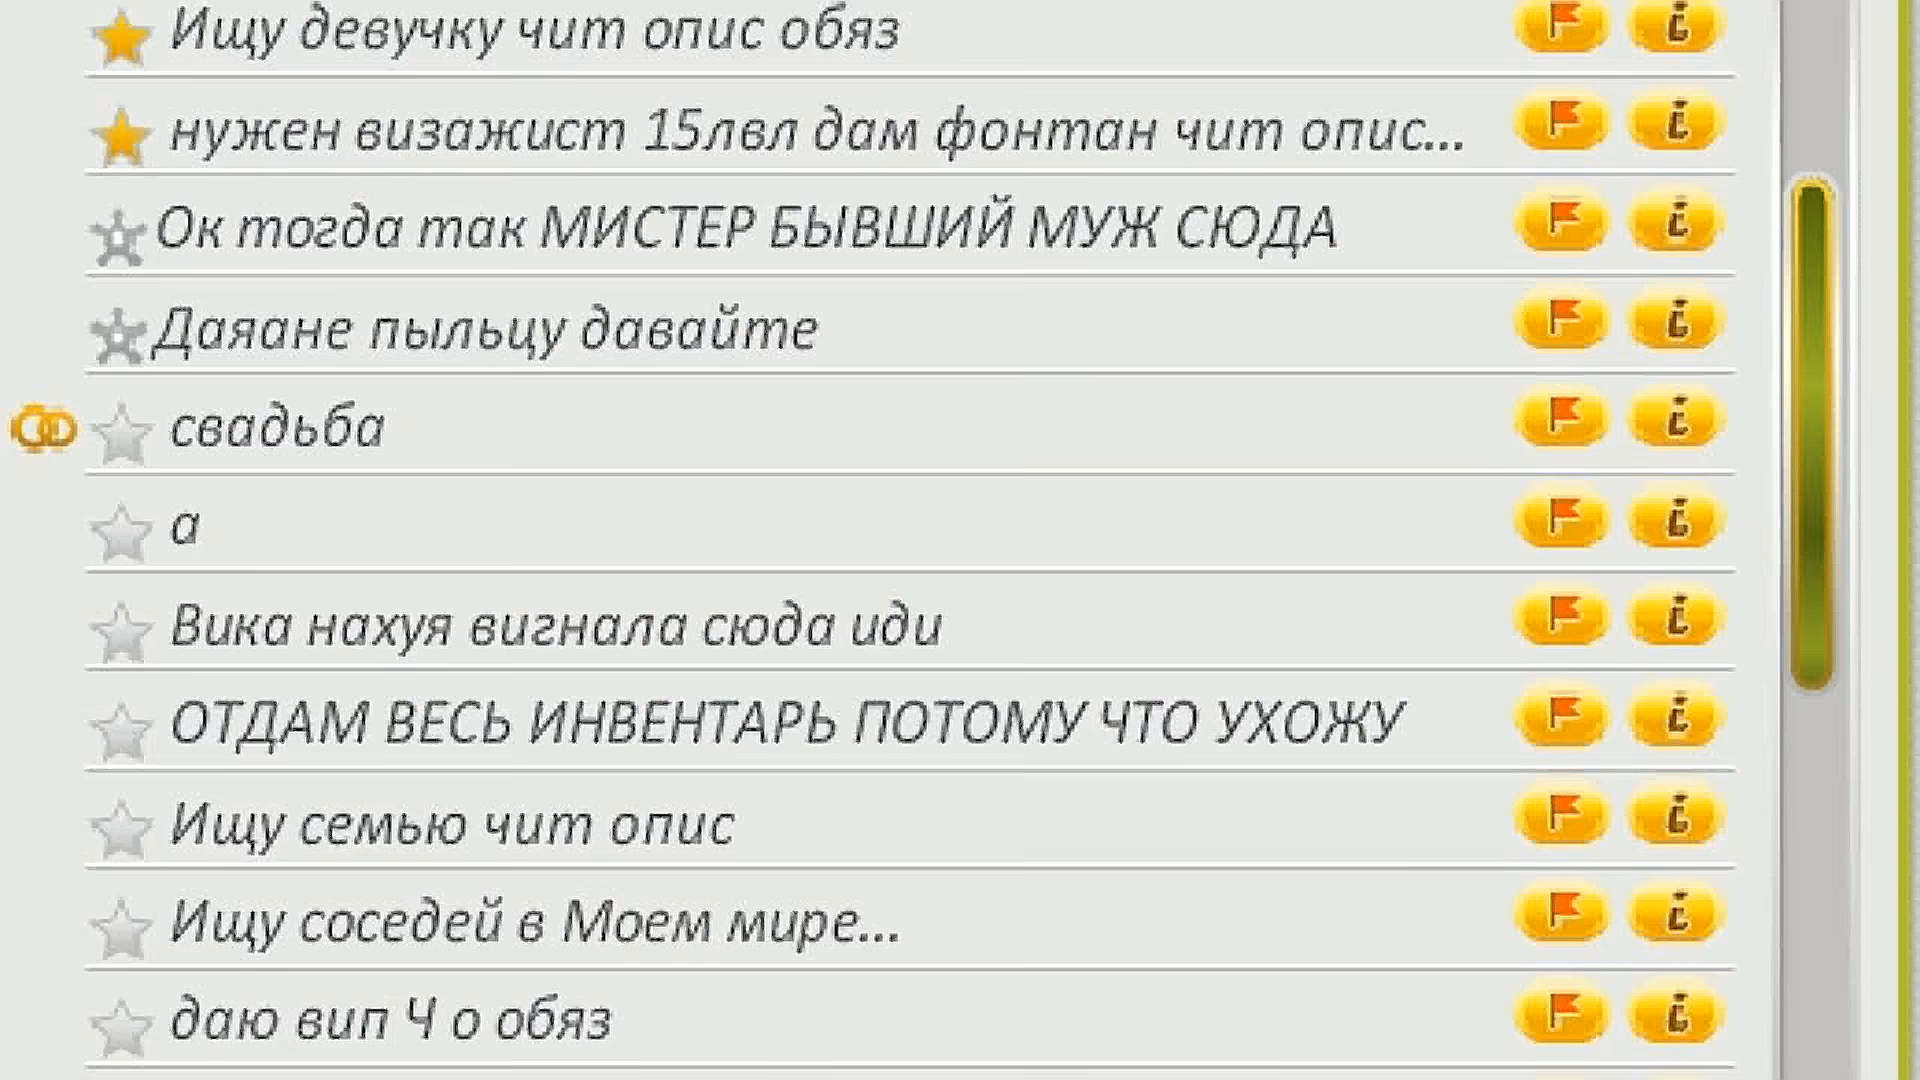 Ищу девучку чит опис обяз
нужен визажист 15лвл дам фонтан чит опис...
Ок тогда так МИСТЕР БЫВШИЙ МУЖ СЮДА
Даяане пыльцу давайте
свадьба
а
Вика нахуя вигнала сюда иди
ОТДАМ ВЕСЬ ИНВЕНТАРЬ ПОТОМУ ЧТО УХОЖУ
Ищу семью чит опис
Ищу соседей в Моем мире...
даю вип Ч о обяз